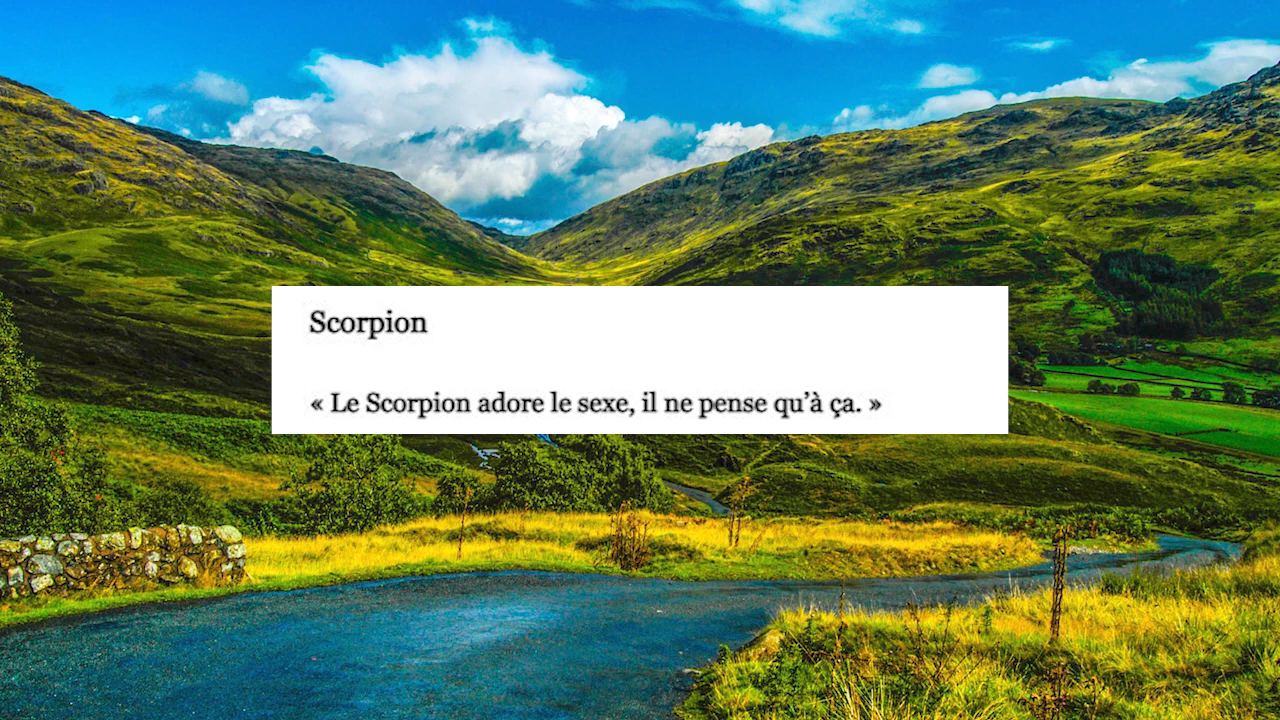 Scorpion
« Le Scorpion adore le sexe, il ne pense qu’à ça. »